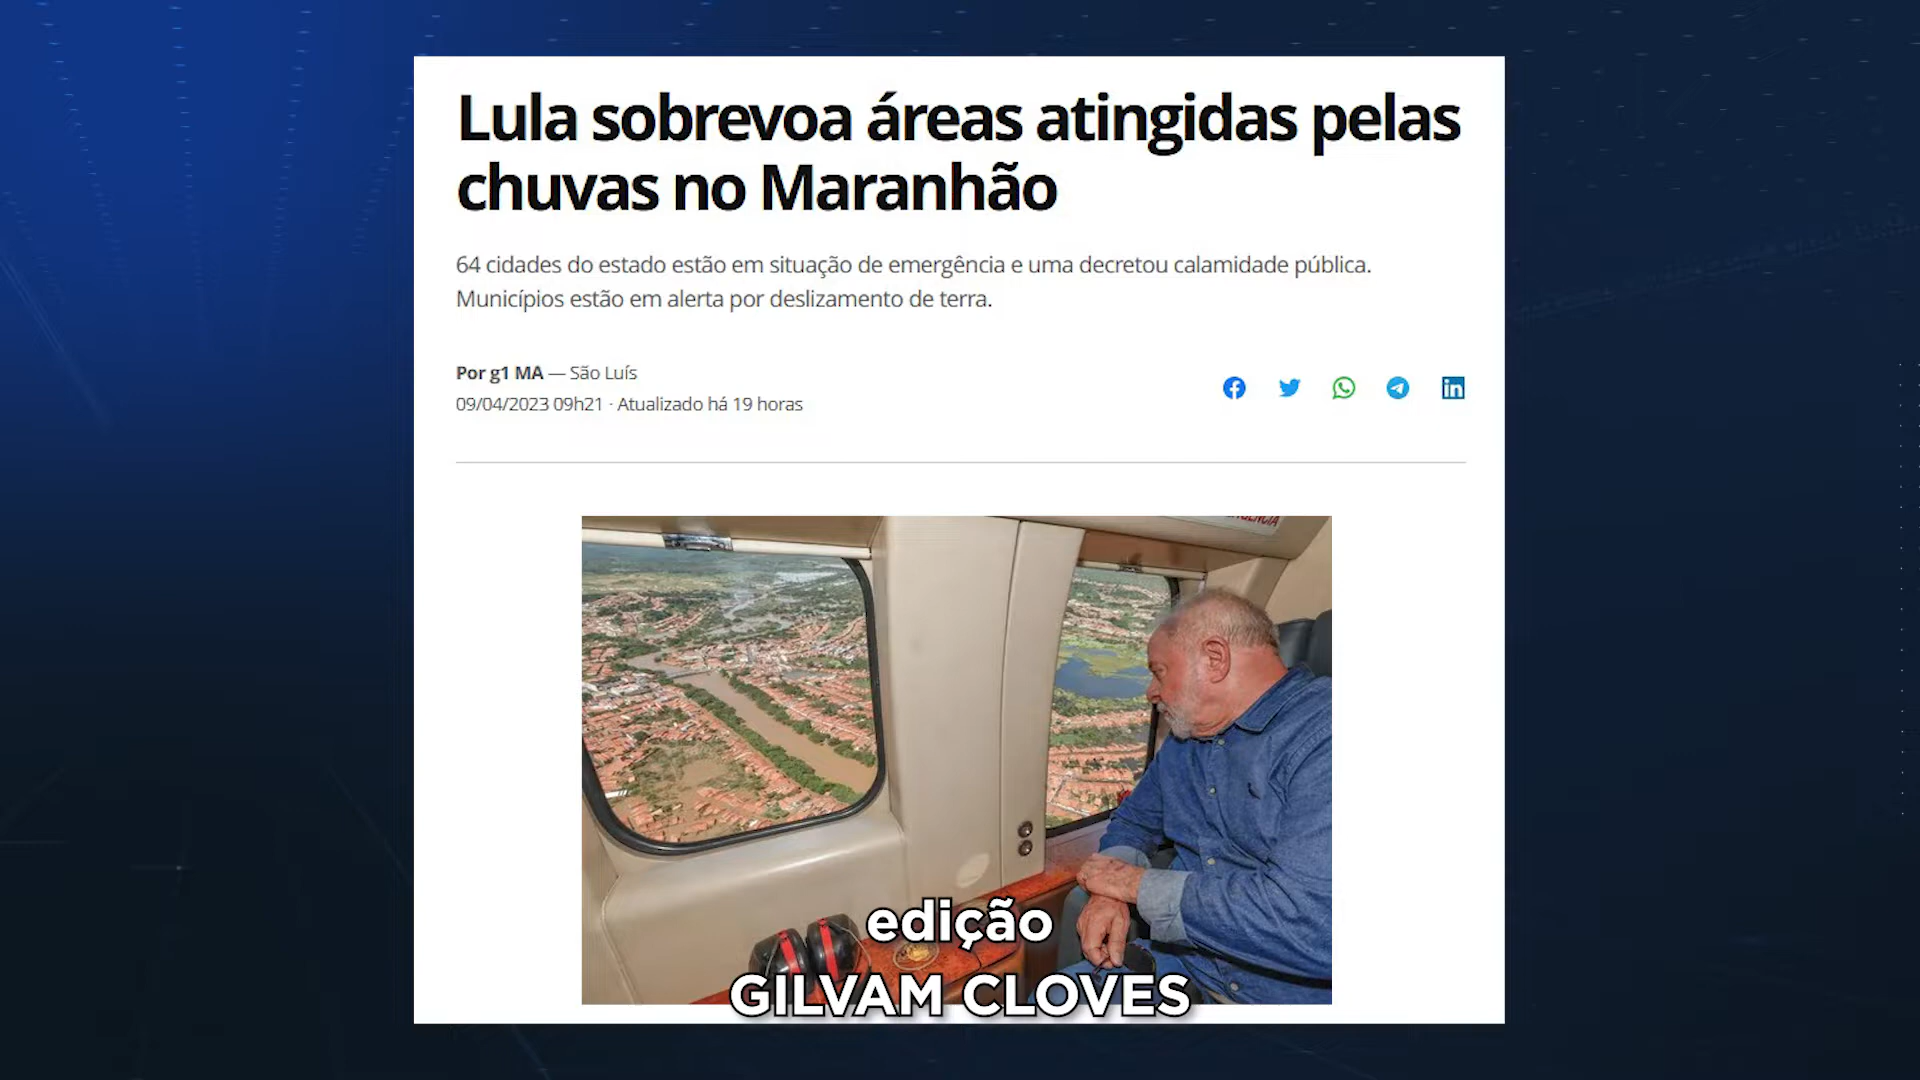 Lula sobrevoa áreas atingidas pelas
chuvas no Maranhão
64 cidades do estado estão em situação de emergência e uma decretou calamidade pública.
Municípios estão em alerta por deslizamento de terra.
Por g1 MA — São Luís
09/04/2023 09h21 · Atualizado há 19 horas
in
edição
GILVAM CLOVES